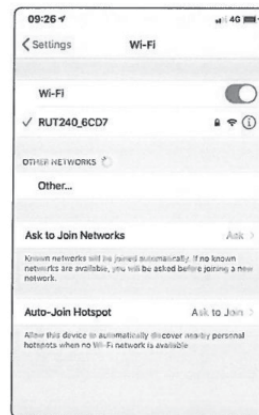 09:26 4G
Settings Wi-Fi
Wi-Fi
✓ RUT240_6CD7
OTHER NETWORKS
Other...
Ask to Join Networks Ask
Known networks will be joined automatically. If no known
networks are available, you will be asked before joining a new
network.
Auto-Join Hotspot Ask to Join
Allow this device to automatically discover nearby personal
hotspots when no Wi-Fi network is available.